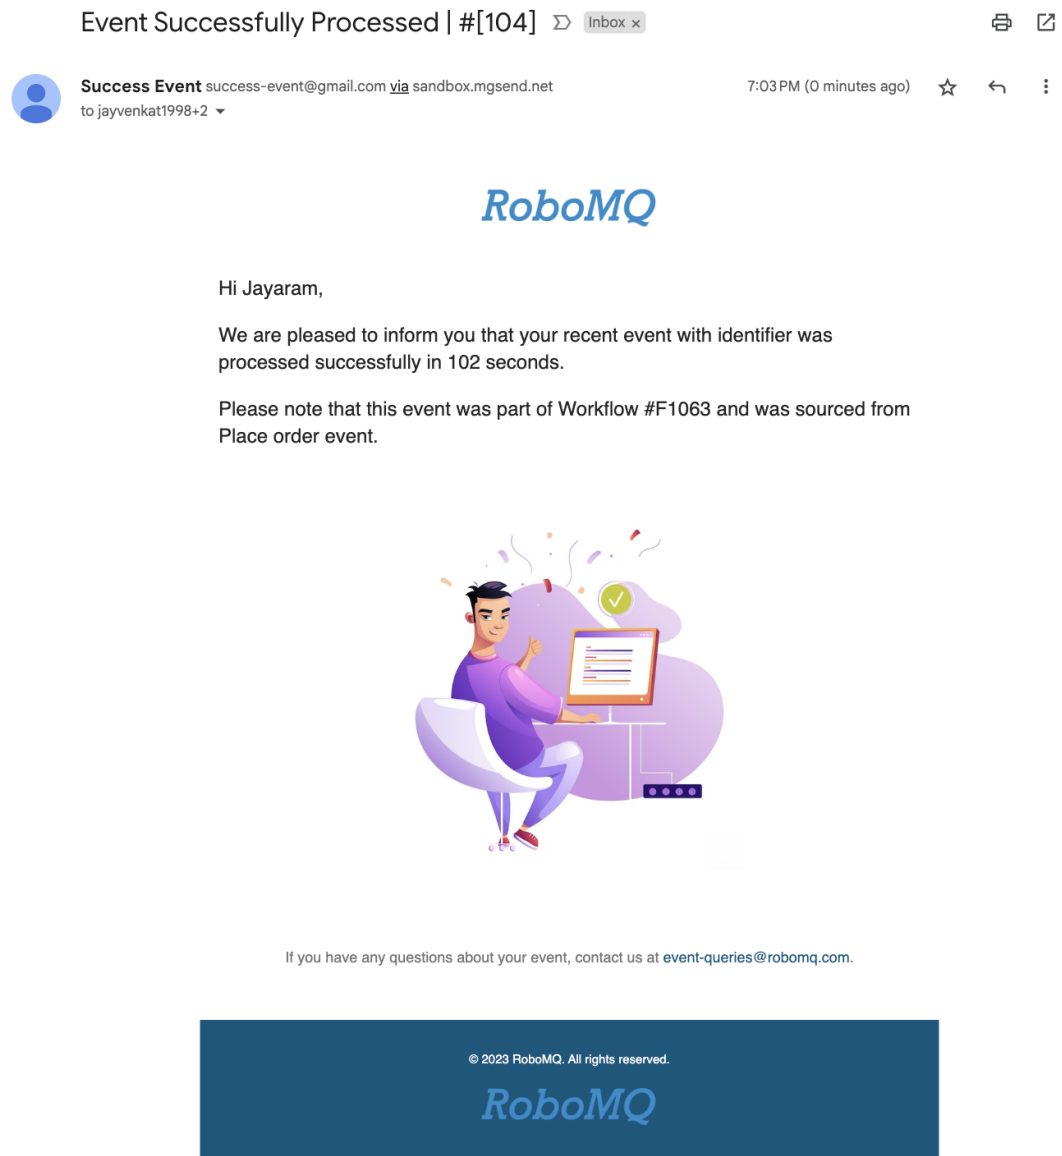 Event Successfully Processed | #[104] Inbox x
Success Event success-event@gmail.com via sandbox.mgsend.net 7:03 PM (0 minutes ago)
to jayvenkat1998+2
RoboMQ
Hi Jayaram,
We are pleased to inform you that your recent event with identifier was
processed successfully in 102 seconds.
Please note that this event was part of Workflow #F1063 and was sourced from
Place order event.
If you have any questions about your event, contact us at event-queries@robomq.com.
© 2023 RoboMQ. All rights reserved.
RoboMQ